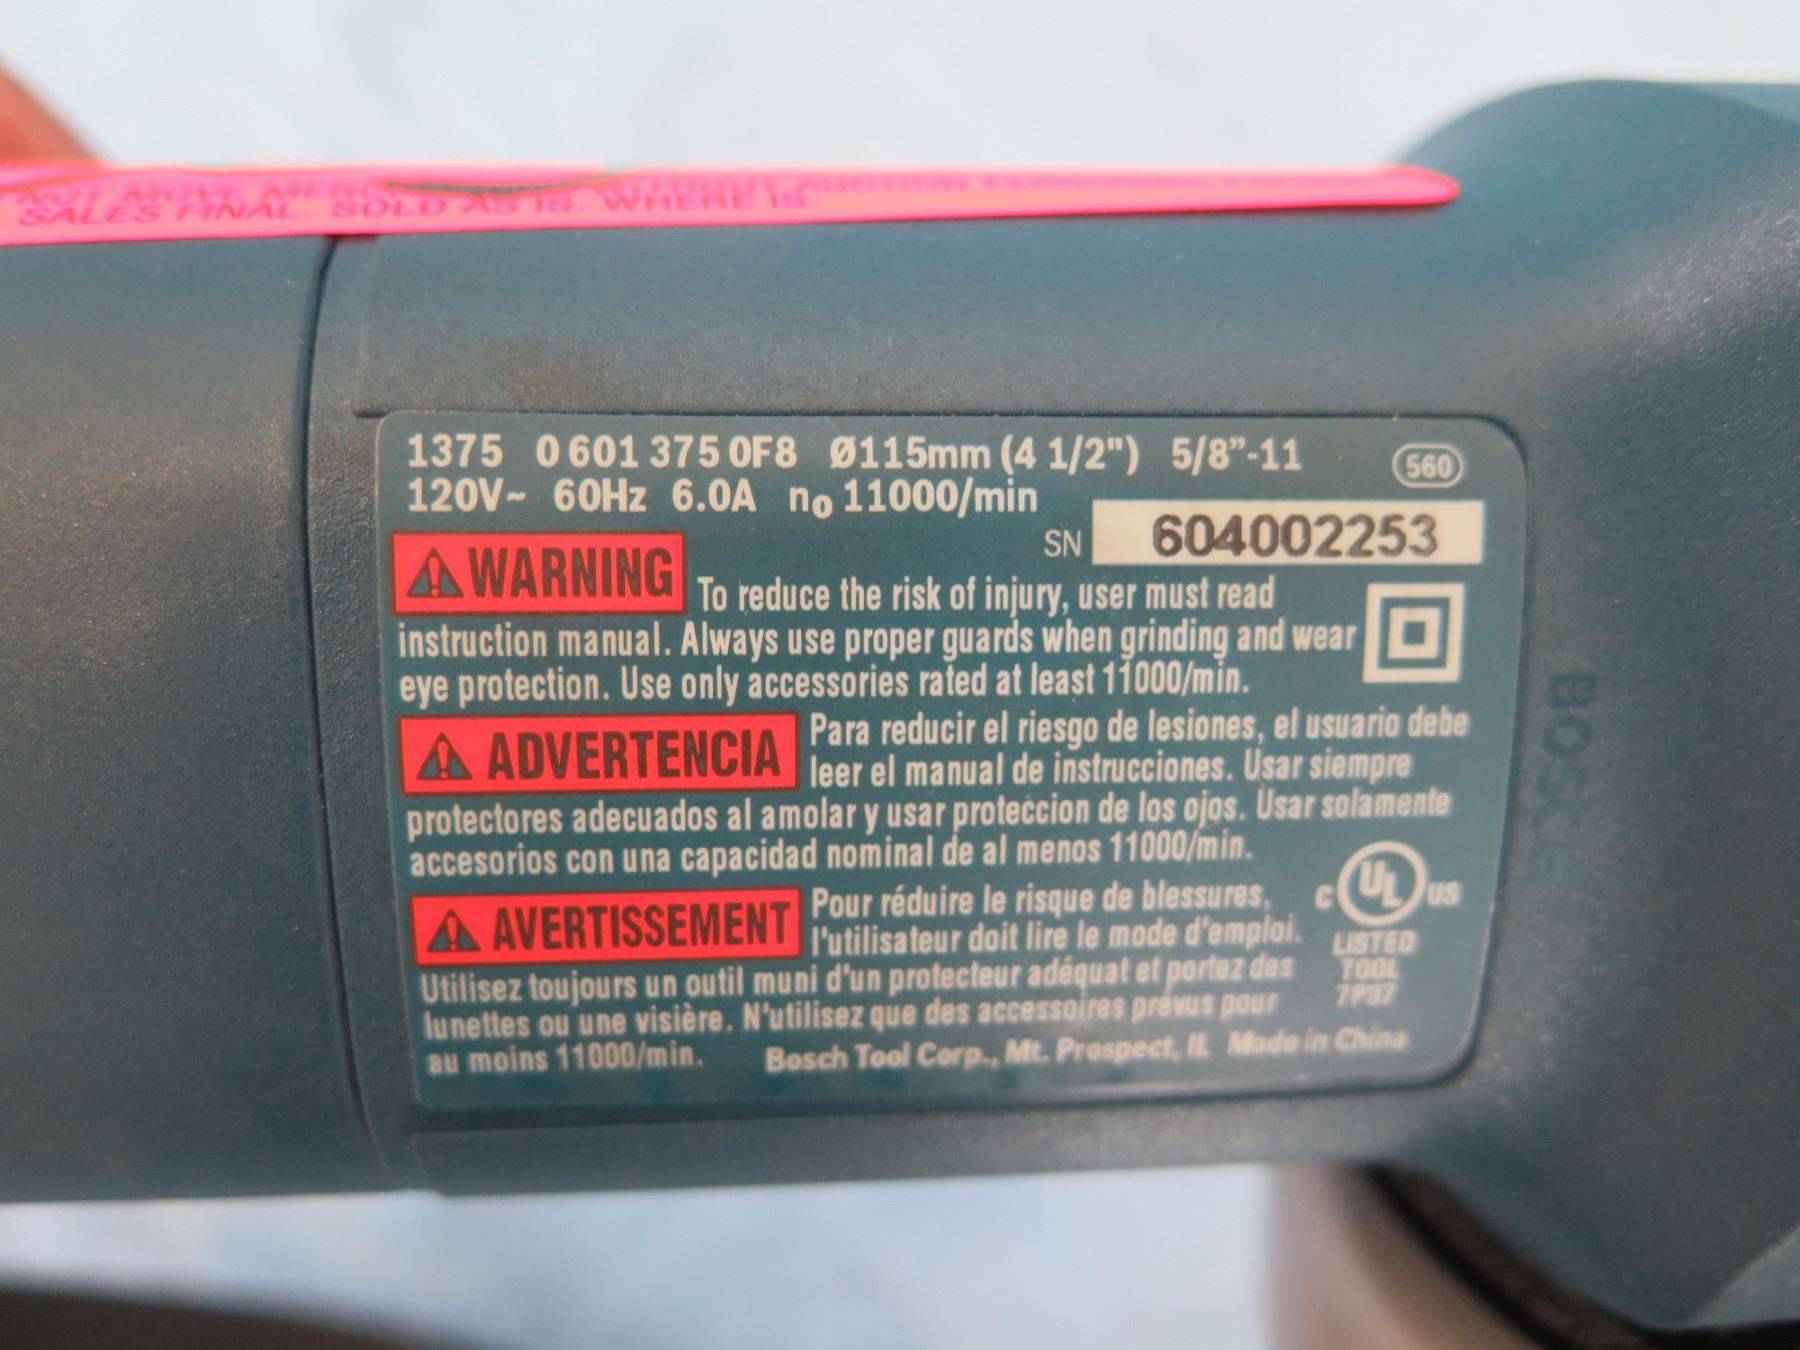 NOT MOVE WITHOUT AUCTION
SALES FINAL. SOLD AS IS. WHERE IS.
1375 0 601 375 0F8 Ø115mm (4 1/2") 5/8”-11 560
120V~ 60Hz 6.0A n₀ 11000/min
SN 604002253
WARNING To reduce the risk of injury, user must read
instruction manual. Always use proper guards when grinding and wear
eye protection. Use only accessories rated at least 11000/min.
ADVERTENCIA Para reducir el riesgo de lesiones, el usuario debe
leer el manual de instrucciones. Usar siempre
protectores adecuados al amolar y usar proteccion de los ojos. Usar solamente
accesorios con una capacidad nominal de al menos 11000/min.
AVERTISSEMENT Pour réduire le risque de blessures,
l'utilisateur doit lire le mode d'emploi.
Utilisez toujours un outil muni d'un protecteur adéquat et portez des
lunettes ou une visière. N'utilisez que des accessoires prévus pour
au moins 11000/min. Bosch Tool Corp., Mt. Prospect, IL Made in China
C UL US
LISTED
TOOL
7P37
BOSCH